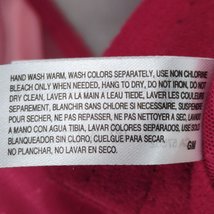 HAND WASH WARM, WASH COLORS SEPARATELY, USE NON CHLORINE
BLEACH ONLY WHEN NEEDED, HANG TO DRY, DO NOT IRON, DO NOT
DRY CLEAN, LAVER A LA MAIN A L'EAU TIEDE, LAVER LES COULEURS
SEPAREMENT, BLANCHIR SANS CHLORE SI NECESSAIRE, SUSPENDRE
POUR SECHER, NE PAS REPASSER, NE PAS NETTOYER A SEC, LAVAR
A MANO CON AGUA TIBIA, LAVAR COLORES SEPARADO, USE SOLO
BLANQUEADOR SIN CLORO, CUELGUE PARA SECAR,
NO PLANCHAR, NO LAVAR EN SECO.
GM